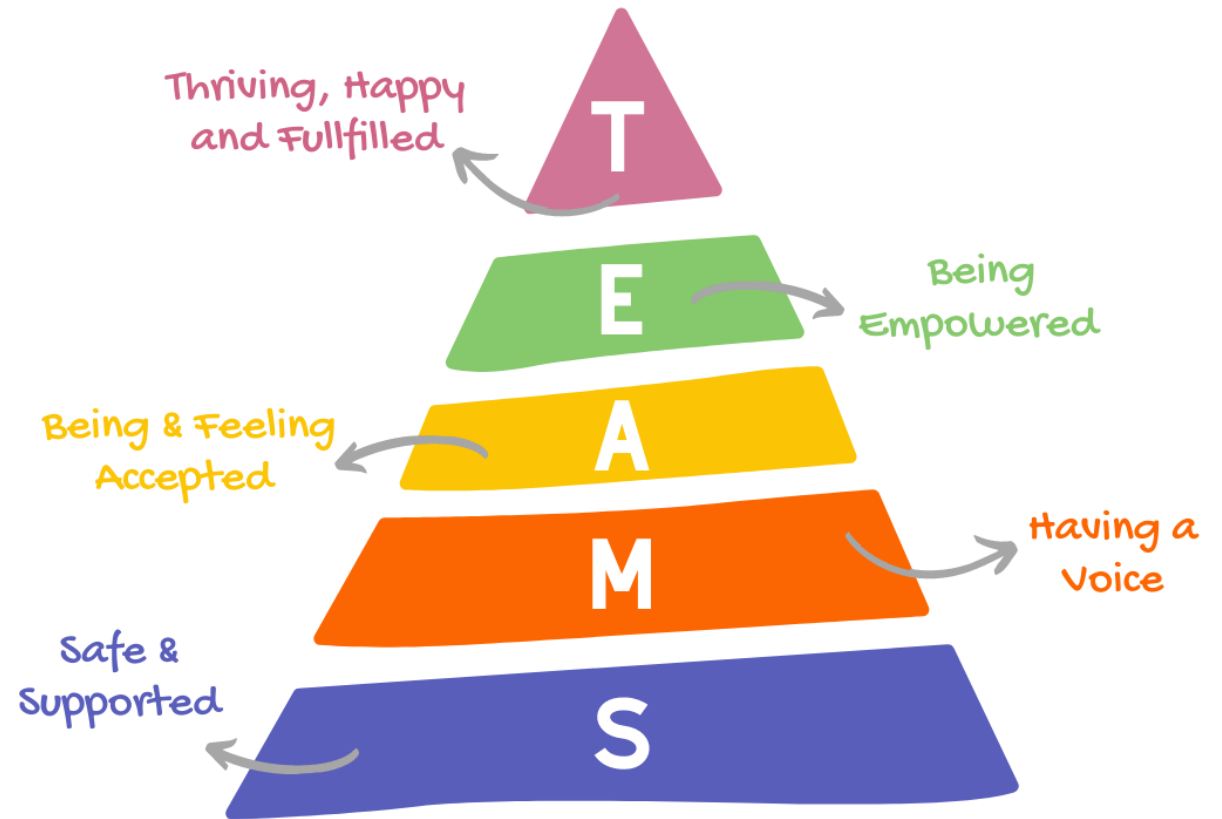 T
Thriving, Happy
and Fullfilled
E
Being
Empowered
A
Being & Feeling
Accepted
M
Having a
Voice
S
Safe &
Supported